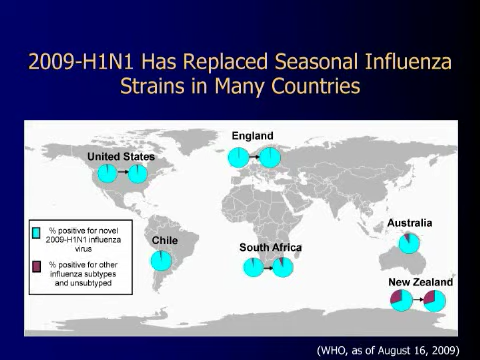 2009-H1N1 Has Replaced Seasonal Influenza
Strains in Many Countries
England
United States
Australia
% positive for novel
2009-H1N1 influenza
virus
% positive for other
influenza subtypes
and unsubtyped
Chile
South Africa
New Zealand
(WHO, as of August 16, 2009)